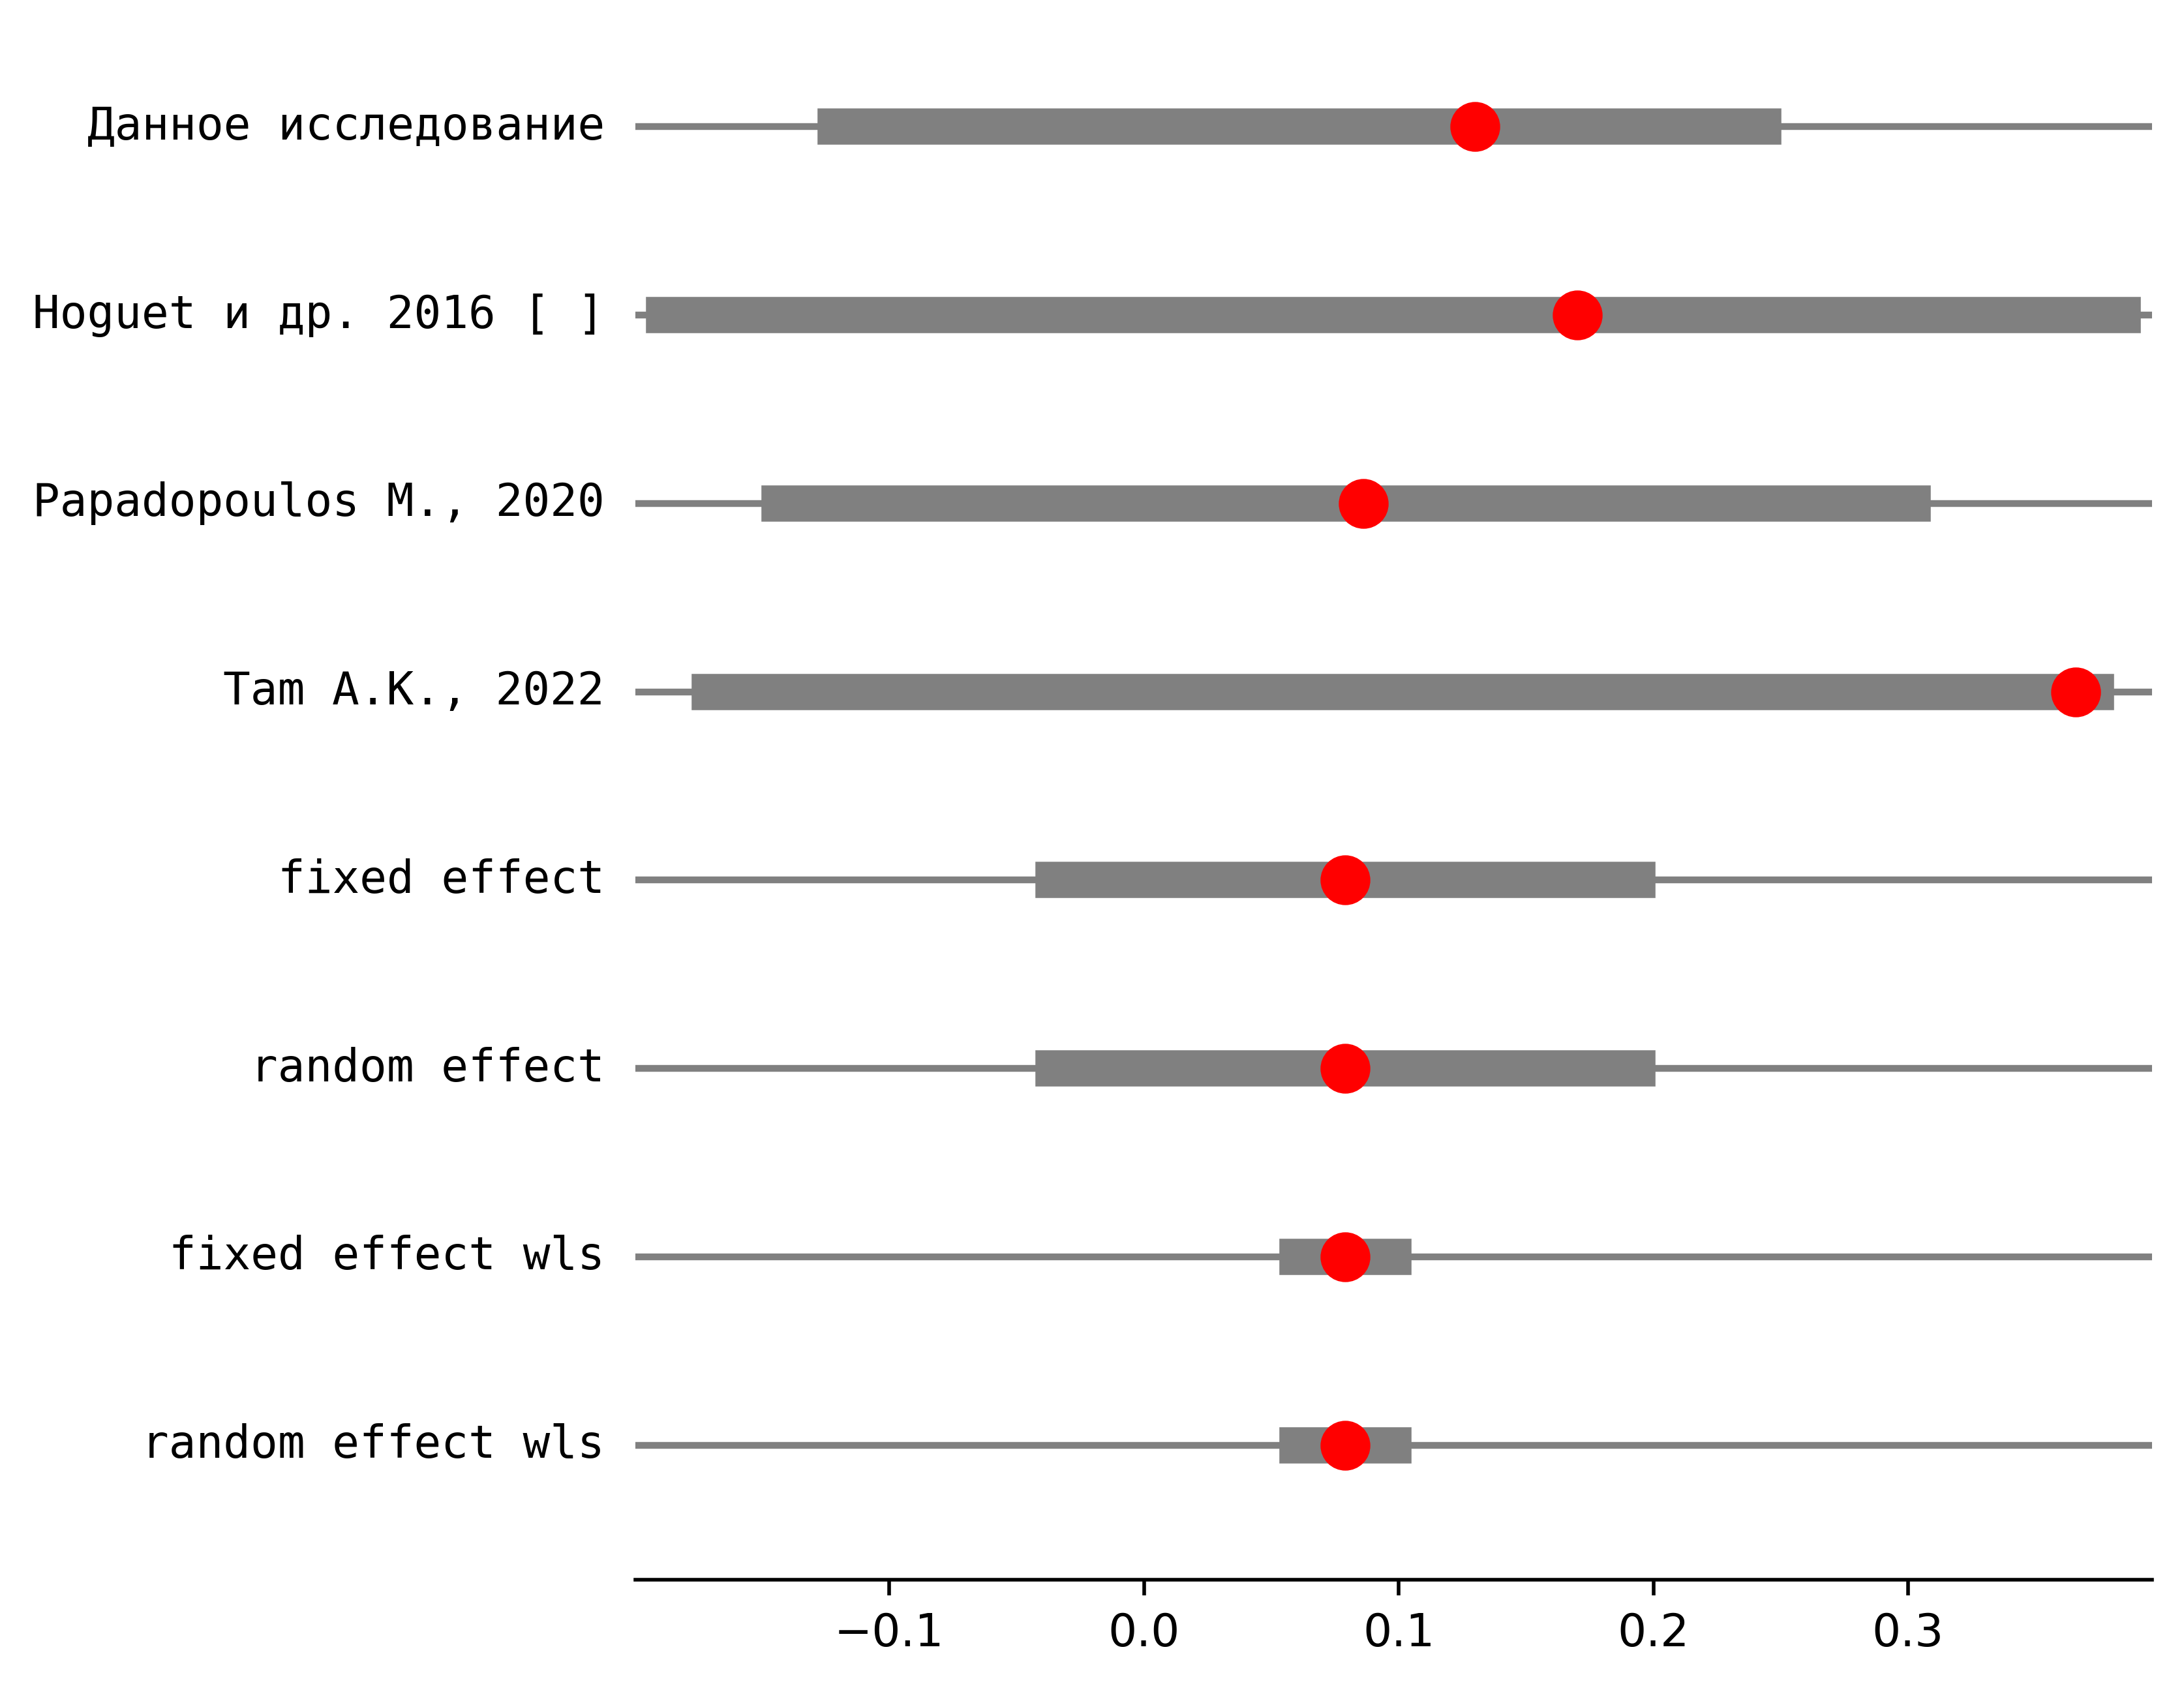 Данное исследование
Hoguet и др. 2016 [ ]
Papadopoulos M., 2020
Tam A.K., 2022
fixed effect
random effect
fixed effect wls
random effect wls
−0.1 0.0 0.1 0.2 0.3